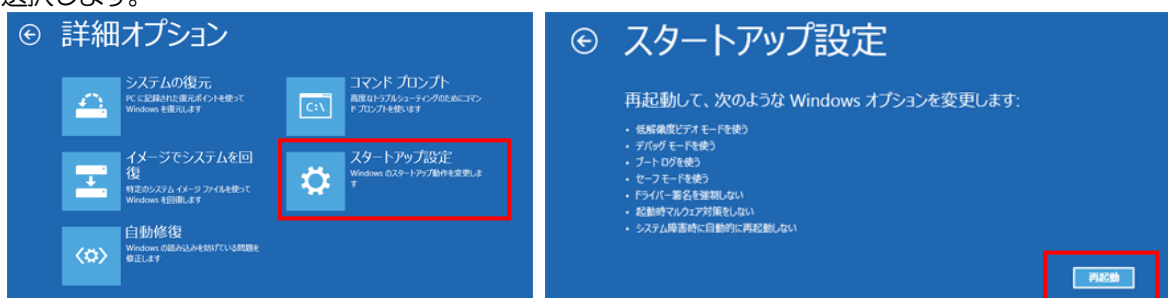 選択します。
詳細オプション
システムの復元
PC に記録された復元ポイントを使って
Windows を復元します
コマンド プロンプト
高度なトラブルシューティングのためにコマン
ド プロンプトを使います
C:\
イメージでシステムを回
復
特定のシステム イメージ ファイルを使って
Windows を回復します
スタートアップ設定
Windows のスタートアップ動作を変更しま
す
自動修復
Windows の読み込みを妨げている問題を
修正します
スタートアップ設定
再起動して、次のような Windows オプションを変更します:
• 低解像度ビデオ モードを使う
• デバッグ モードを使う
• ブート ログを使う
• セーフ モードを使う
• ドライバー署名を強制しない
• 起動時マルウェア対策をしない
• システム障害時に自動的に再起動しない
再起動